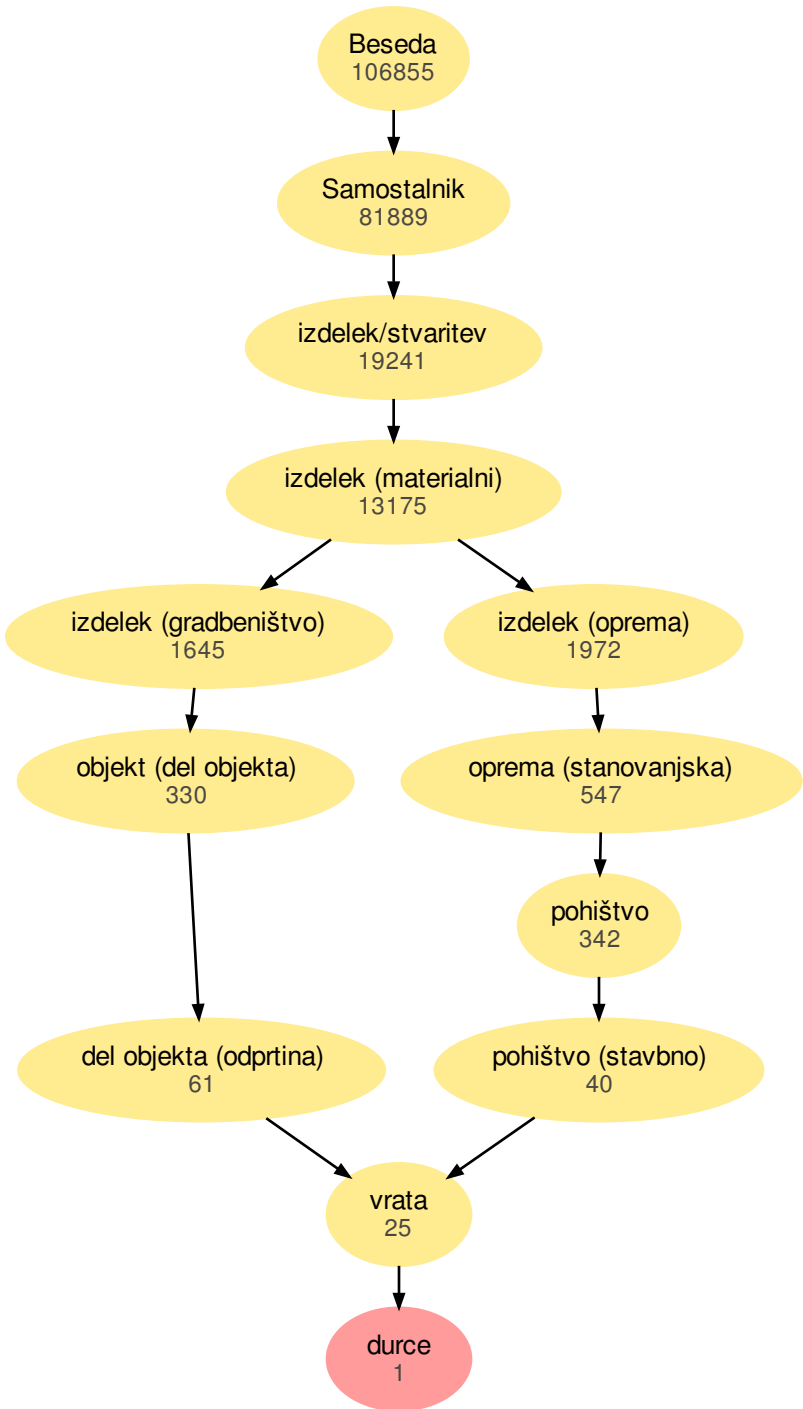 Beseda
106855
Samostalnik
81889
izdelek/stvaritev
19241
izdelek (materialni)
13175
izdelek (gradbeništvo)
1645
izdelek (oprema)
1972
objekt (del objekta)
330
oprema (stanovanjska)
547
pohištvo
342
del objekta (odprtina)
61
pohištvo (stavbno)
40
vrata
25
durce
1